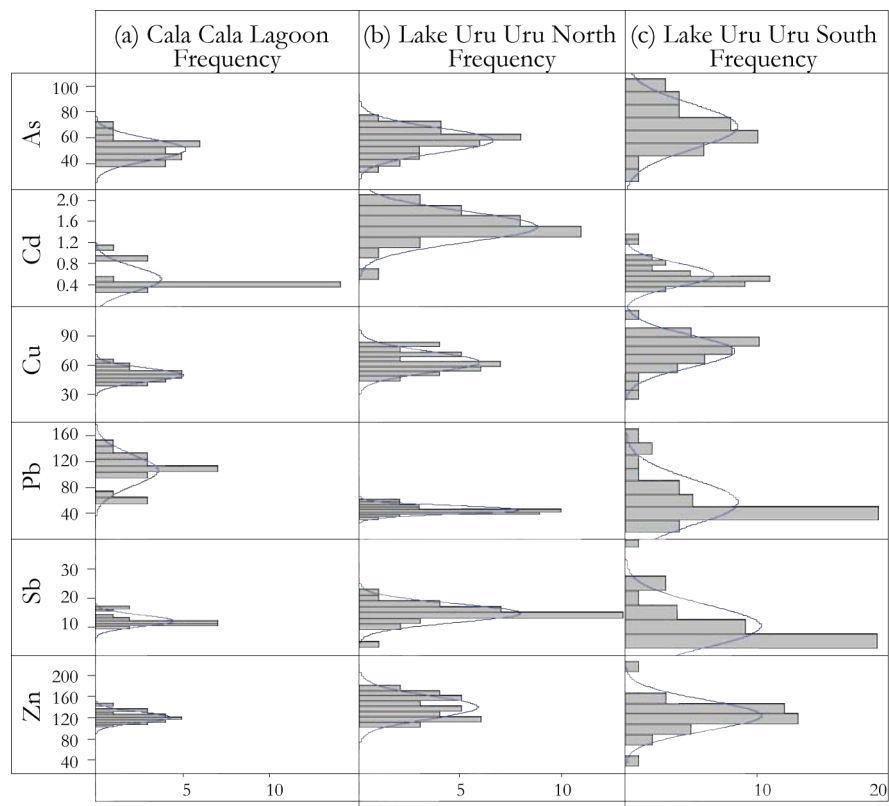 (a) Cala Cala Lagoon
Frequency
(b) Lake Uru Uru North
Frequency
(c) Lake Uru Uru South
Frequency
As
100
80
60
40
Cd
2.0
1.6
1.2
0.8
0.4
Cu
90
60
30
Pb
160
120
80
40
Sb
30
20
10
Zn
200
160
120
80
40
5 10
5 10
10 20